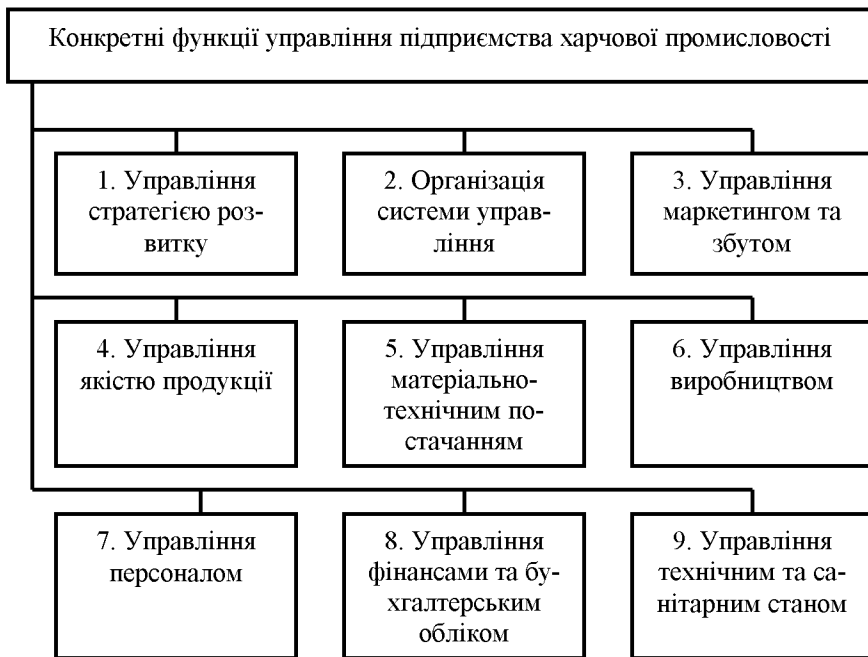 Конкретні функції управління підприємства харчової промисловості
1. Управління
стратегією роз-
витку
2. Організація
системи управ-
ління
3. Управління
маркетингом та
збутом
4. Управління
якістю продукції
5. Управління
матеріально-
технічним по-
стачанням
6. Управління
виробництвом
7. Управління
персоналом
8. Управління
фінансами та бу-
хгалтерським
обліком
9. Управління
технічним та са-
нітарним станом